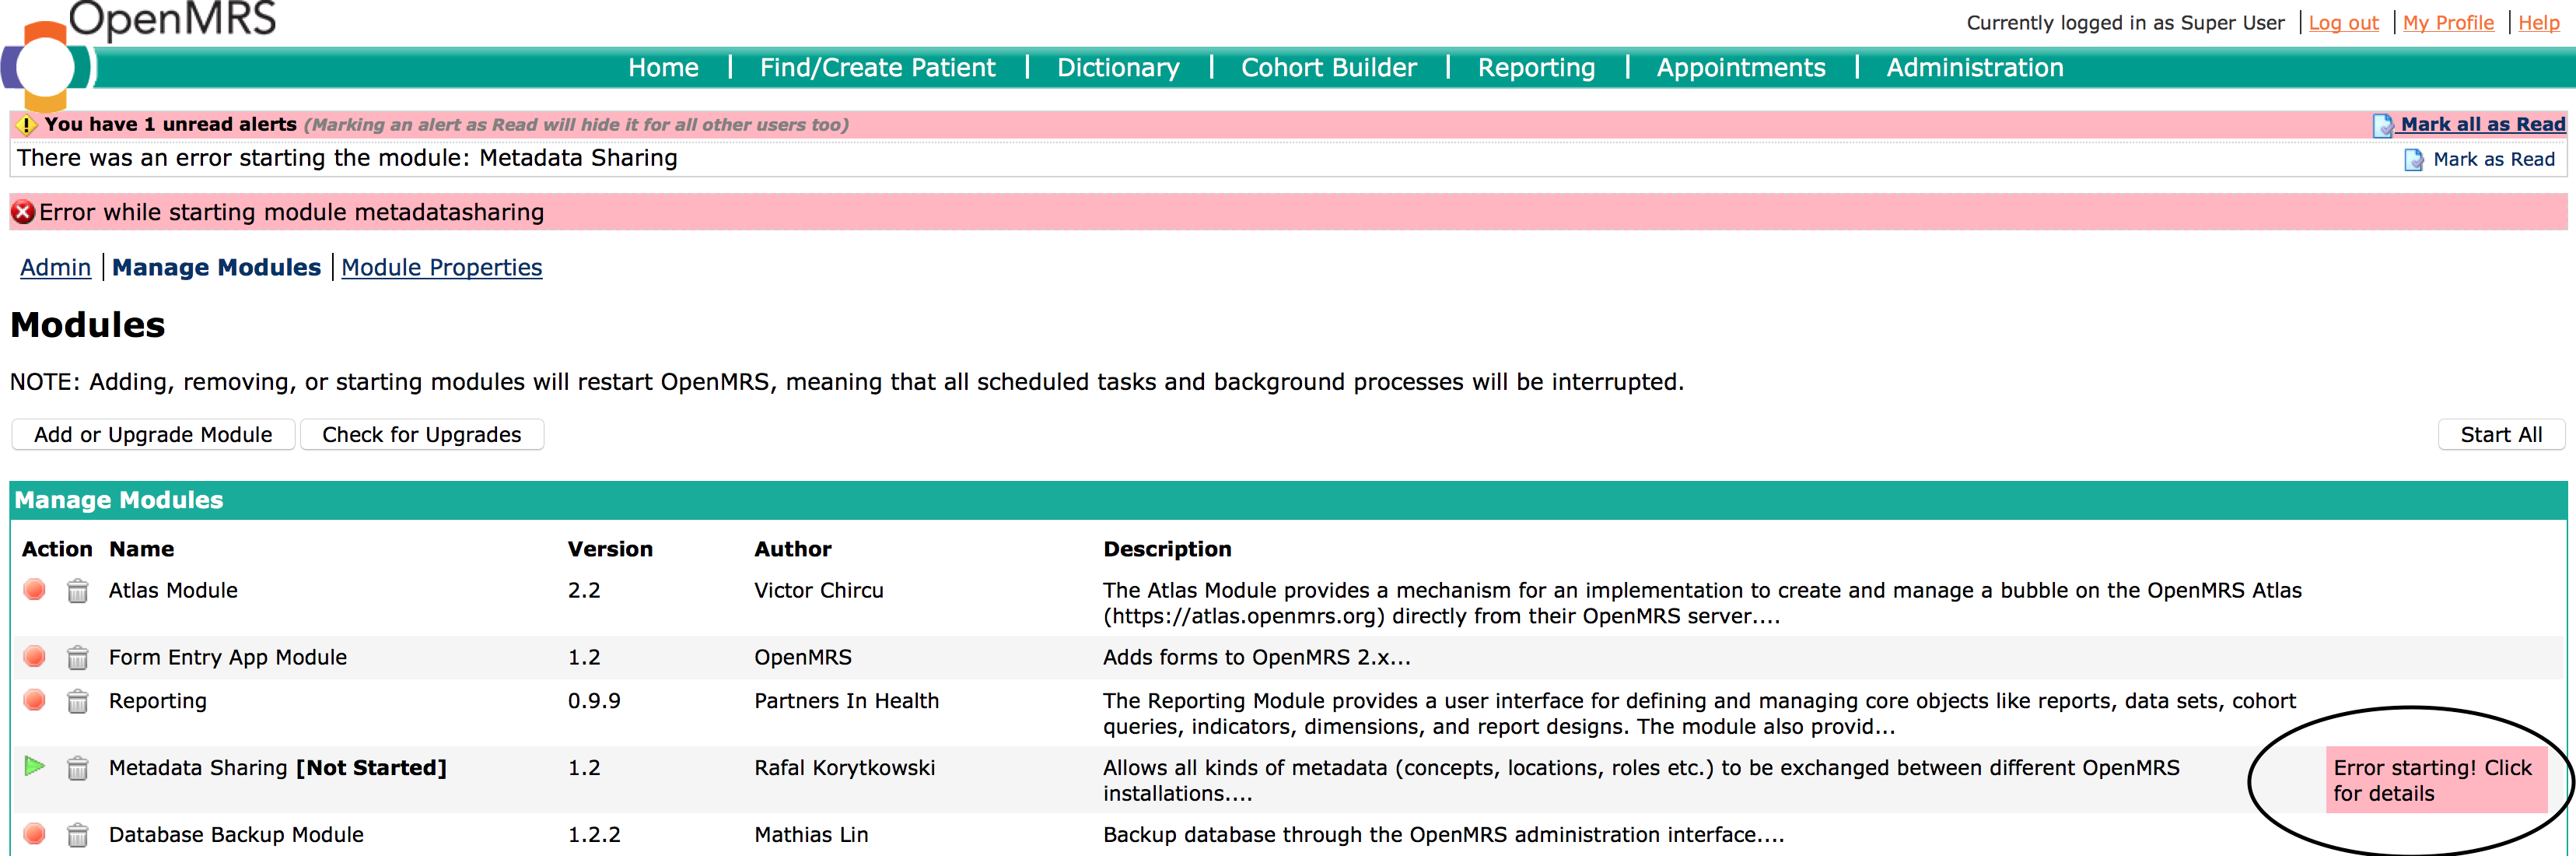 OpenMRS
Currently logged in as Super User | Log out | My Profile | Help
Home | Find/Create Patient | Dictionary | Cohort Builder | Reporting | Appointments | Administration
You have 1 unread alerts (Marking an alert as Read will hide it for all other users too) Mark all as Read
There was an error starting the module: Metadata Sharing Mark as Read
Error while starting module metadatasharing
Admin | Manage Modules | Module Properties
Modules
NOTE: Adding, removing, or starting modules will restart OpenMRS, meaning that all scheduled tasks and background processes will be interrupted.
Add or Upgrade Module Check for Upgrades Start All
Manage Modules
Action Name Version Author Description
Atlas Module 2.2 Victor Chircu The Atlas Module provides a mechanism for an implementation to create and manage a bubble on the OpenMRS Atlas
(https://atlas.openmrs.org) directly from their OpenMRS server....
Form Entry App Module 1.2 OpenMRS Adds forms to OpenMRS 2.x...
Reporting 0.9.9 Partners In Health The Reporting Module provides a user interface for defining and managing core objects like reports, data sets, cohort
queries, indicators, dimensions, and report designs. The module also provid...
Metadata Sharing [Not Started] 1.2 Rafal Korytkowski Allows all kinds of metadata (concepts, locations, roles etc.) to be exchanged between different OpenMRS Error starting! Click
installations.... for details
Database Backup Module 1.2.2 Mathias Lin Backup database through the OpenMRS administration interface....